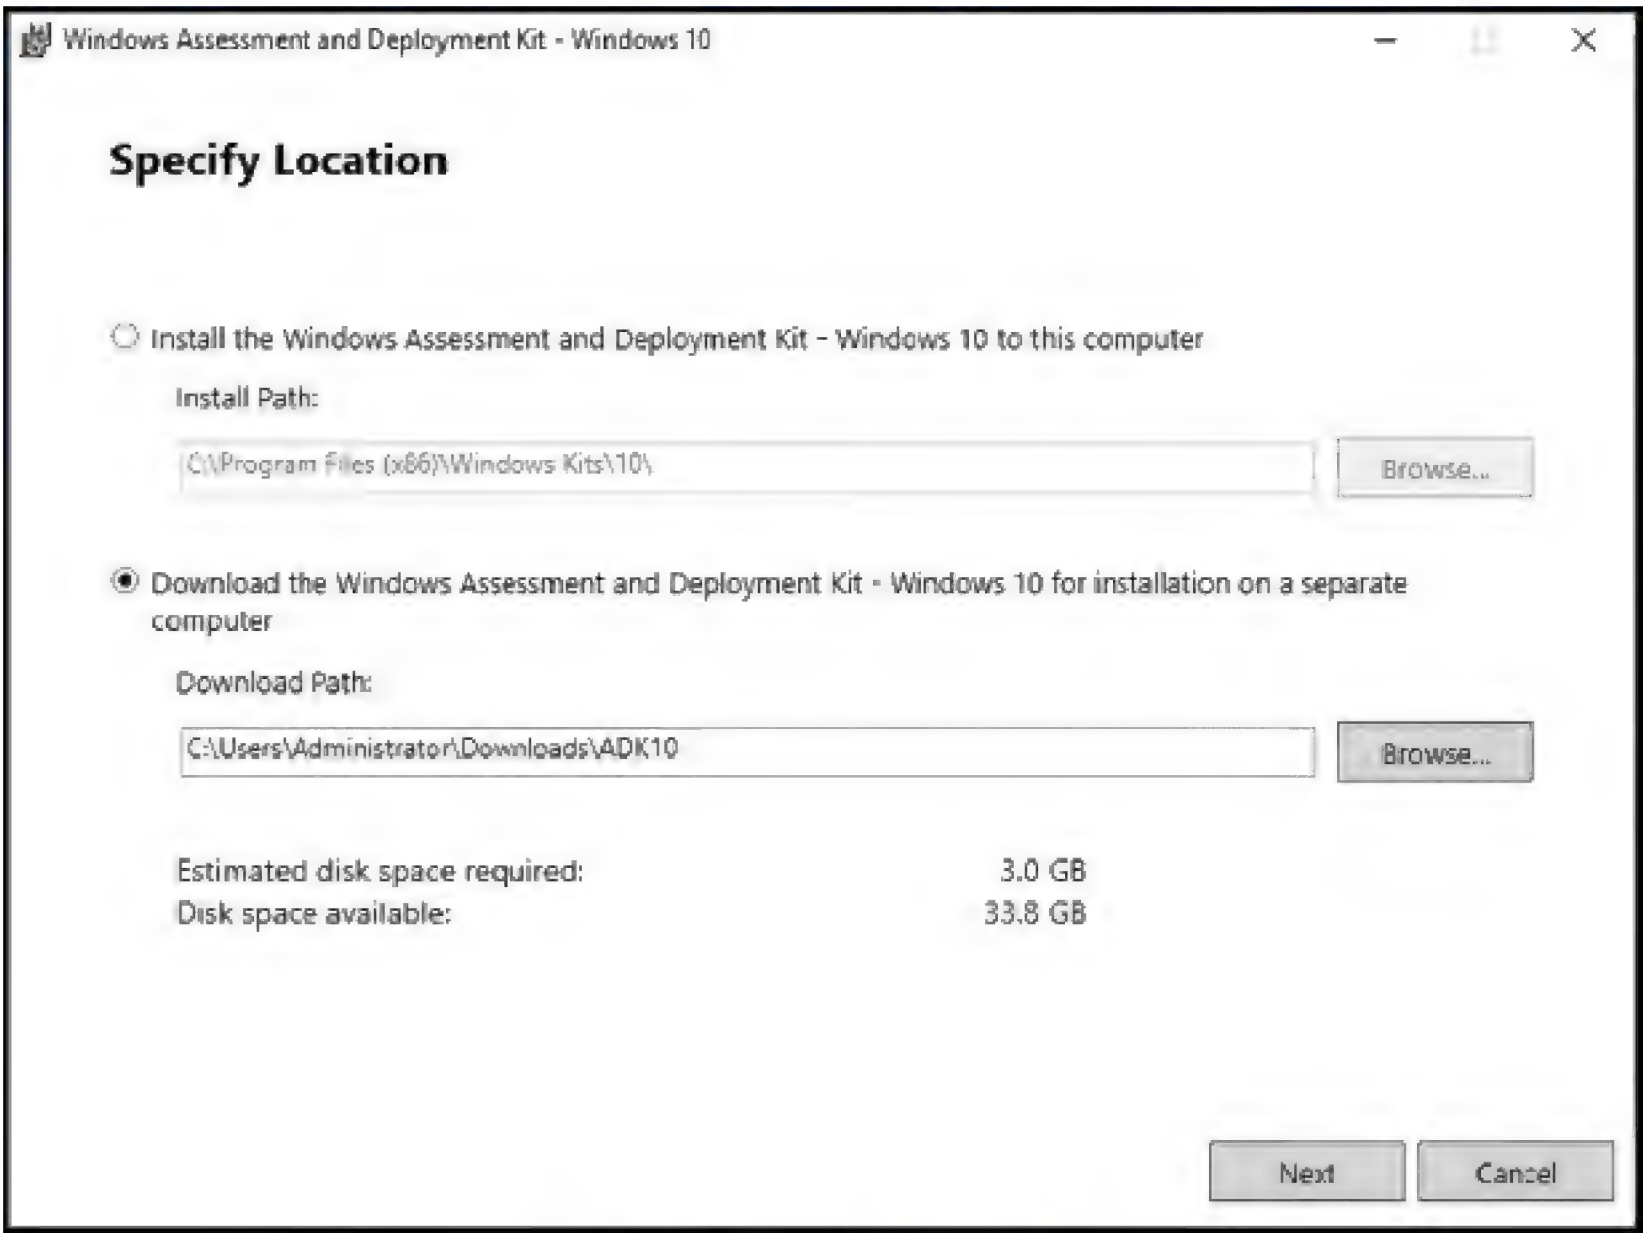 Windows Assessment and Deployment Kit - Windows 10
Specify Location
Install the Windows Assessment and Deployment Kit - Windows 10 to this computer
Install Path:
C:\Program Files (x86)\Windows Kits\10\
Browse...
Download the Windows Assessment and Deployment Kit - Windows 10 for installation on a separate
computer
Download Path:
C:\Users\Administrator\Downloads\ADK10
Browse...
Estimated disk space required: 3.0 GB
Disk space available: 33.8 GB
Next Cancel